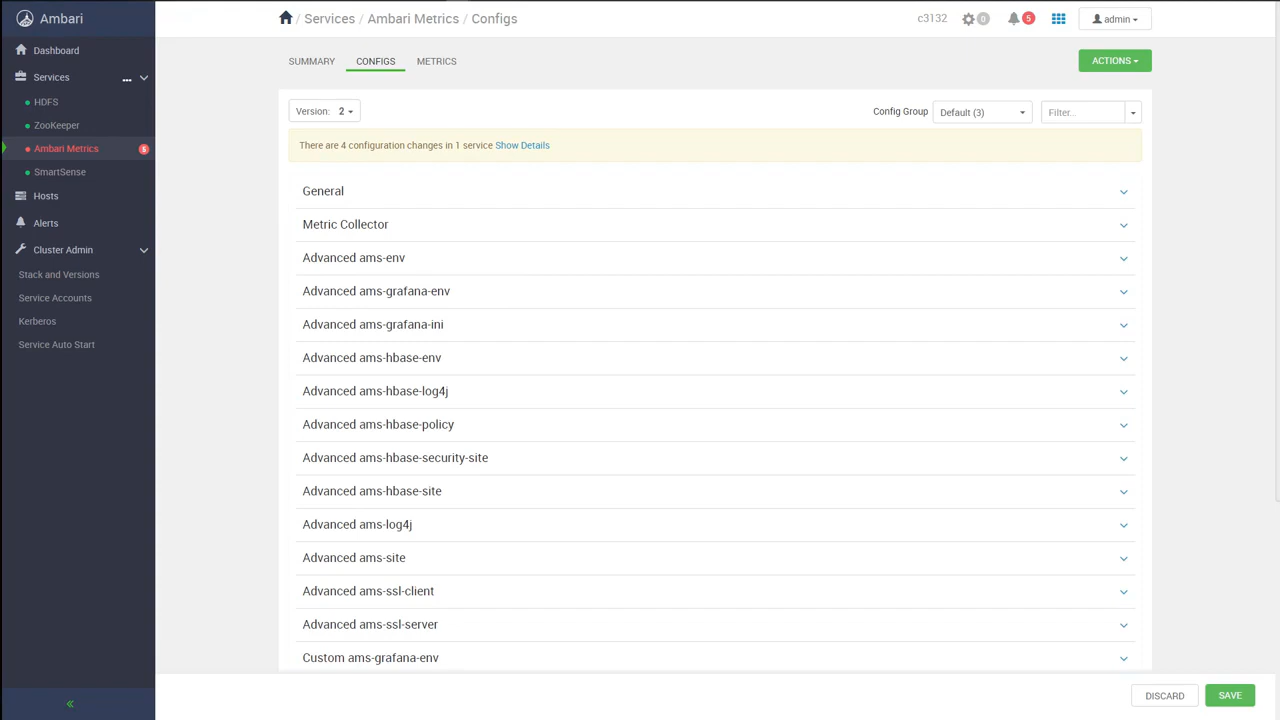 Ambari
/ Services / Ambari Metrics / Configs
c3132
0
5
admin
Dashboard
Services
...
HDFS
ZooKeeper
Ambari Metrics
5
SmartSense
Hosts
Alerts
Cluster Admin
Stack and Versions
Service Accounts
Kerberos
Service Auto Start
«
SUMMARY
CONFIGS
METRICS
ACTIONS
Version: 2
Config Group
Default (3)
Filter...
There are 4 configuration changes in 1 service Show Details
General
Metric Collector
Advanced ams-env
Advanced ams-grafana-env
Advanced ams-grafana-ini
Advanced ams-hbase-env
Advanced ams-hbase-log4j
Advanced ams-hbase-policy
Advanced ams-hbase-security-site
Advanced ams-hbase-site
Advanced ams-log4j
Advanced ams-site
Advanced ams-ssl-client
Advanced ams-ssl-server
Custom ams-grafana-env
DISCARD
SAVE